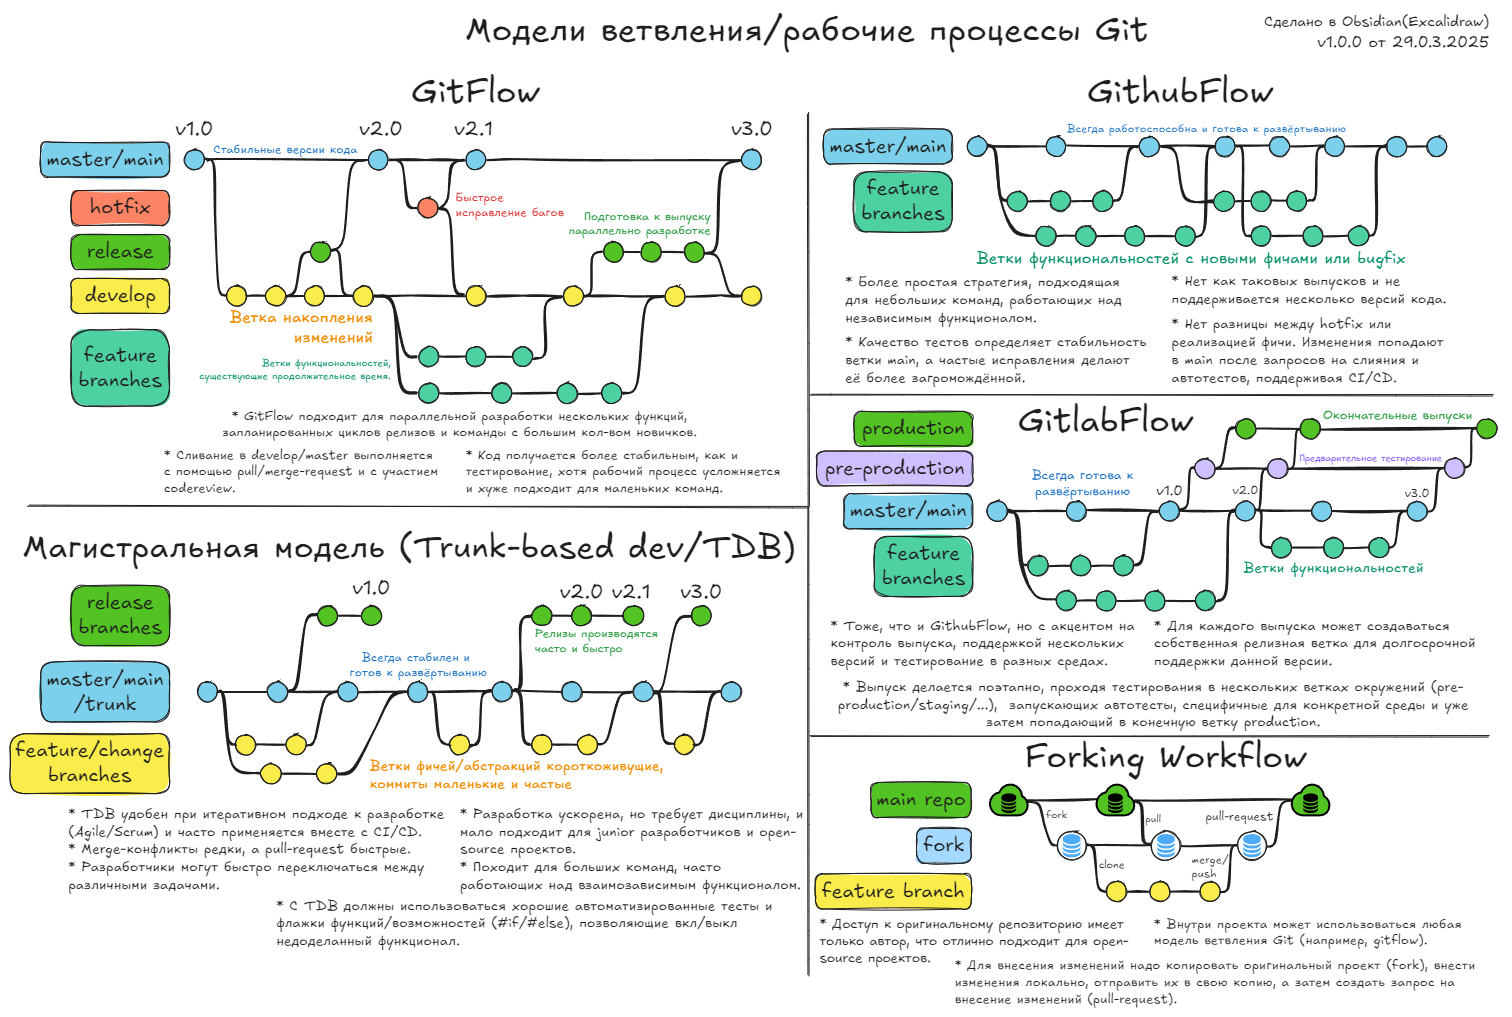 Модели ветвления/рабочие процессы Git
Сделано в Obsidian(Excalidraw)
v1.0.0 от 29.0.3.2025
GitFlow
v1.0
v2.0
v2.1
v3.0
master/main
Стабильные версии кода
hotfix
Быстрое
исправление багов
release
Подготовка к выпуску
параллельно разработке
develop
Ветка накопления
изменений
feature
branches
Ветки функциональностей,
существующие продолжительное время.
* GitFlow подходит для параллельной разработки нескольких функций,
запланированных циклов релизов и команды с большим кол-вом новичков.
* Сливание в develop/master выполняется
с помощью pull/merge-request и с участием
codereview.
* Код получается более стабильным, как и
тестирование, хотя рабочий процесс усложняется
и хуже подходит для маленьких команд.
GithubFlow
master/main
Всегда работоспособна и готова к развёртыванию
feature
branches
Ветки функциональностей с новыми фичами или bugfix
* Более простая стратегия, подходящая
для небольших команд, работающих над
независимым функционалом.
* Качество тестов определяет стабильность
ветки main, а частые исправления делают
её более загромождённой.
* Нет как таковых выпусков и не
поддерживается несколько версий кода.
* Нет разницы между hotfix или
реализацией фичи. Изменения попадают
в main после запросов на слияния и
автотестов, поддерживая CI/CD.
GitlabFlow
production
Окончательные выпуски
pre-production
Предварительное тестирование
Всегда готова к
развёртыванию
v1.0
v2.0
v3.0
master/main
feature
branches
Ветки функциональностей
* Тоже, что и GithubFlow, но с акцентом на
контроль выпуска, поддержкой нескольких
версий и тестирование в разных средах.
* Для каждого выпуска может создаваться
собственная релизная ветка для долгосрочной
поддержки данной версии.
* Выпуск делается поэтапно, проходя тестирования в нескольких ветках окружений (pre-
production/staging/...), запускающих автотесты, специфичные для конкретной среды и уже
затем попадающий в конечную ветку production.
Магистральная модель (Trunk-based dev/TDB)
release
branches
v1.0
v2.0
v2.1
v3.0
Релизы производятся
часто и быстро
Всегда стабилен и
готов к развёртыванию
master/main
/trunk
feature/change
branches
Ветки фичей/абстракций короткоживущие,
коммиты маленькие и частые
* TDB удобен при итеративном подходе к разработке
(Agile/Scrum) и часто применяется вместе с CI/CD.
* Merge-конфликты редки, а pull-request быстрые.
* Разработчики могут быстро переключаться между
различными задачами.
* Разработка ускорена, но требует дисциплины, и
мало подходит для junior разработчиков и open-
source проектов.
* Походит для больших команд, часто
работающих над взаимозависимым функционалом.
* С TDB должны использоваться хорошие автоматизированные тесты и
флажки функций/возможностей (#if/#else), позволяющие вкл/выкл
недоделанный функционал.
Forking Workflow
main repo
fork
pull
pull-request
fork
clone
merge/
push
feature branch
* Доступ к оригинальному репозиторию имеет
только автор, что отлично подходит для open-
source проектов.
* Внутри проекта может использоваться любая
модель ветвления Git (например, gitflow).
* Для внесения изменений надо копировать оригинальный проект (fork), внести
изменения локально, отправить их в свою копию, а затем создать запрос на
внесение изменений (pull-request).